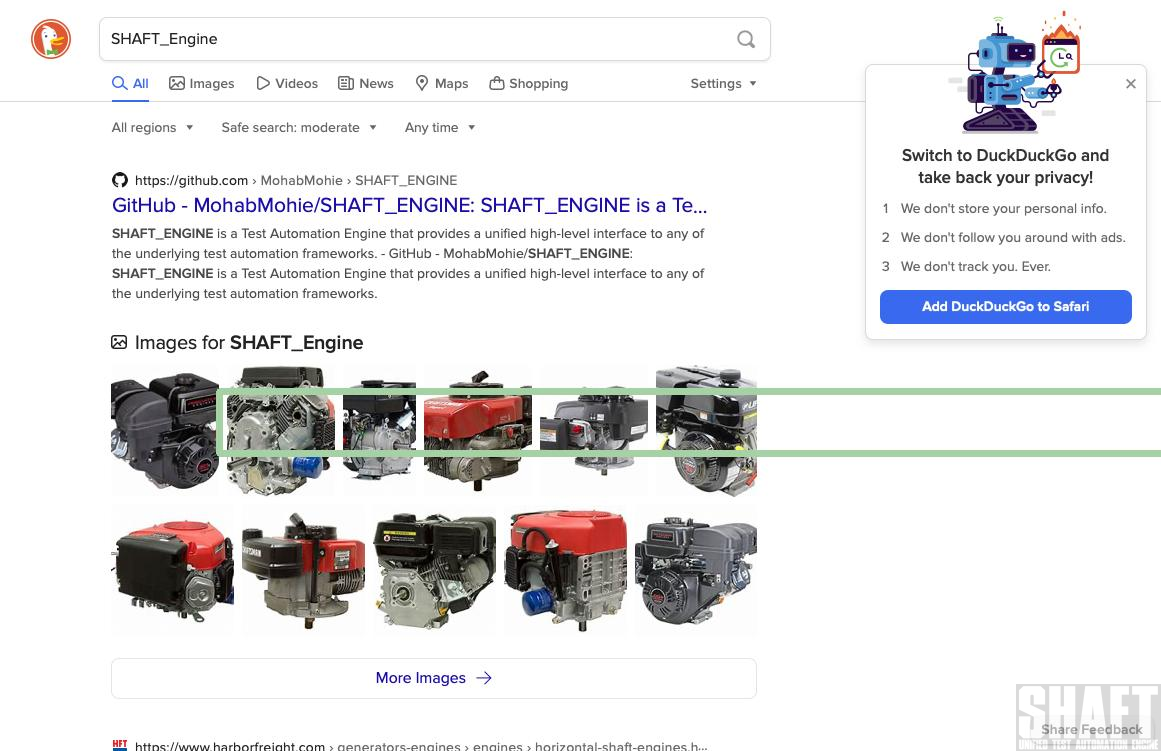 SHAFT_Engine
All Images Videos News Maps Shopping Settings
All regions Safe search: moderate Any time
https://github.com › MohabMohie › SHAFT_ENGINE
GitHub - MohabMohie/SHAFT_ENGINE: SHAFT_ENGINE is a Te...
SHAFT_ENGINE is a Test Automation Engine that provides a unified high-level interface to any of
the underlying test automation frameworks. - GitHub - MohabMohie/SHAFT_ENGINE:
SHAFT_ENGINE is a Test Automation Engine that provides a unified high-level interface to any of
the underlying test automation frameworks.
Images for SHAFT_Engine
More Images
HFT https://www.harborfreight.com › generators-engines › engines › horizontal-shaft-engines.h...
Switch to DuckDuckGo and
take back your privacy!
1 We don't store your personal info.
2 We don't follow you around with ads.
3 We don't track you. Ever.
Add DuckDuckGo to Safari
SHAFT
Share Feedback